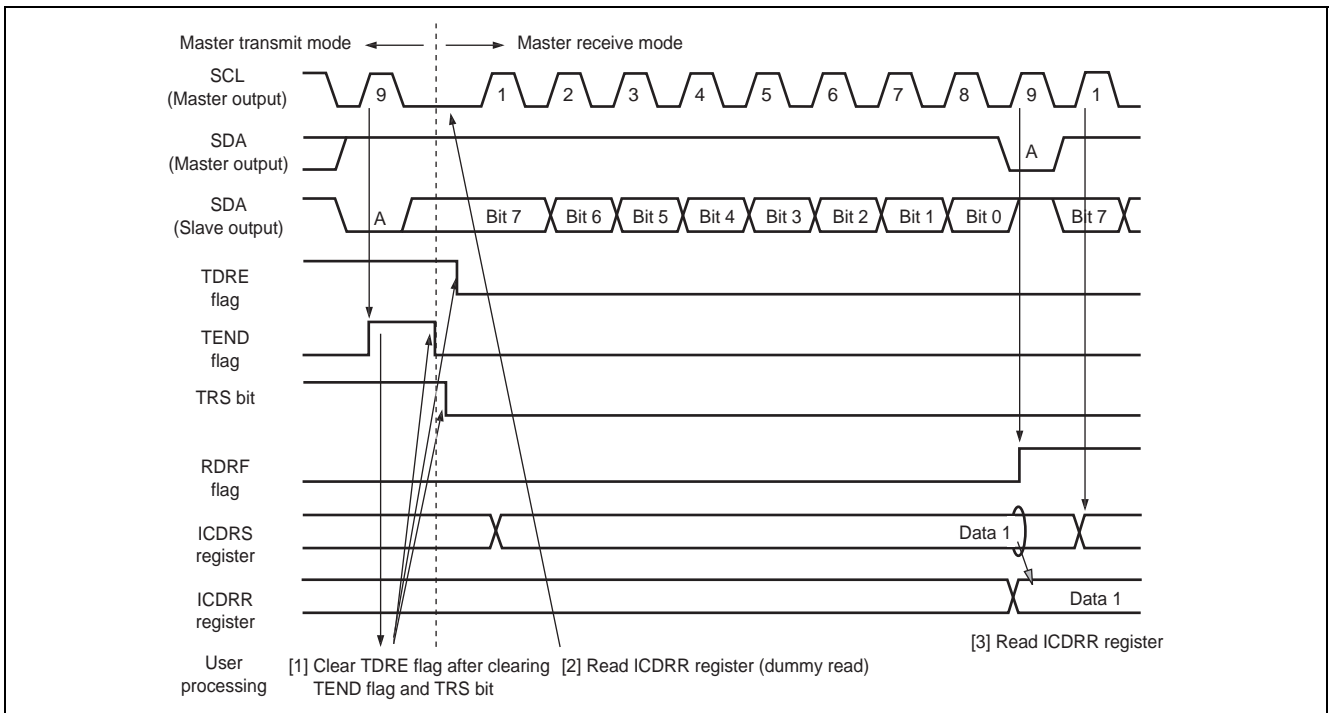 Master transmit mode
Master receive mode
SCL
(Master output)
9 1 2 3 4 5 6 7 8 9 1
SDA
(Master output)
A
SDA
(Slave output)
A Bit 7 Bit 6 Bit 5 Bit 4 Bit 3 Bit 2 Bit 1 Bit 0 Bit 7
TDRE
flag
TEND
flag
TRS bit
RDRF
flag
ICDRS
register
Data 1
ICDRR
register
Data 1
User
processing
[1] Clear TDRE flag after clearing
TEND flag and TRS bit
[2] Read ICDRR register (dummy read)
[3] Read ICDRR register